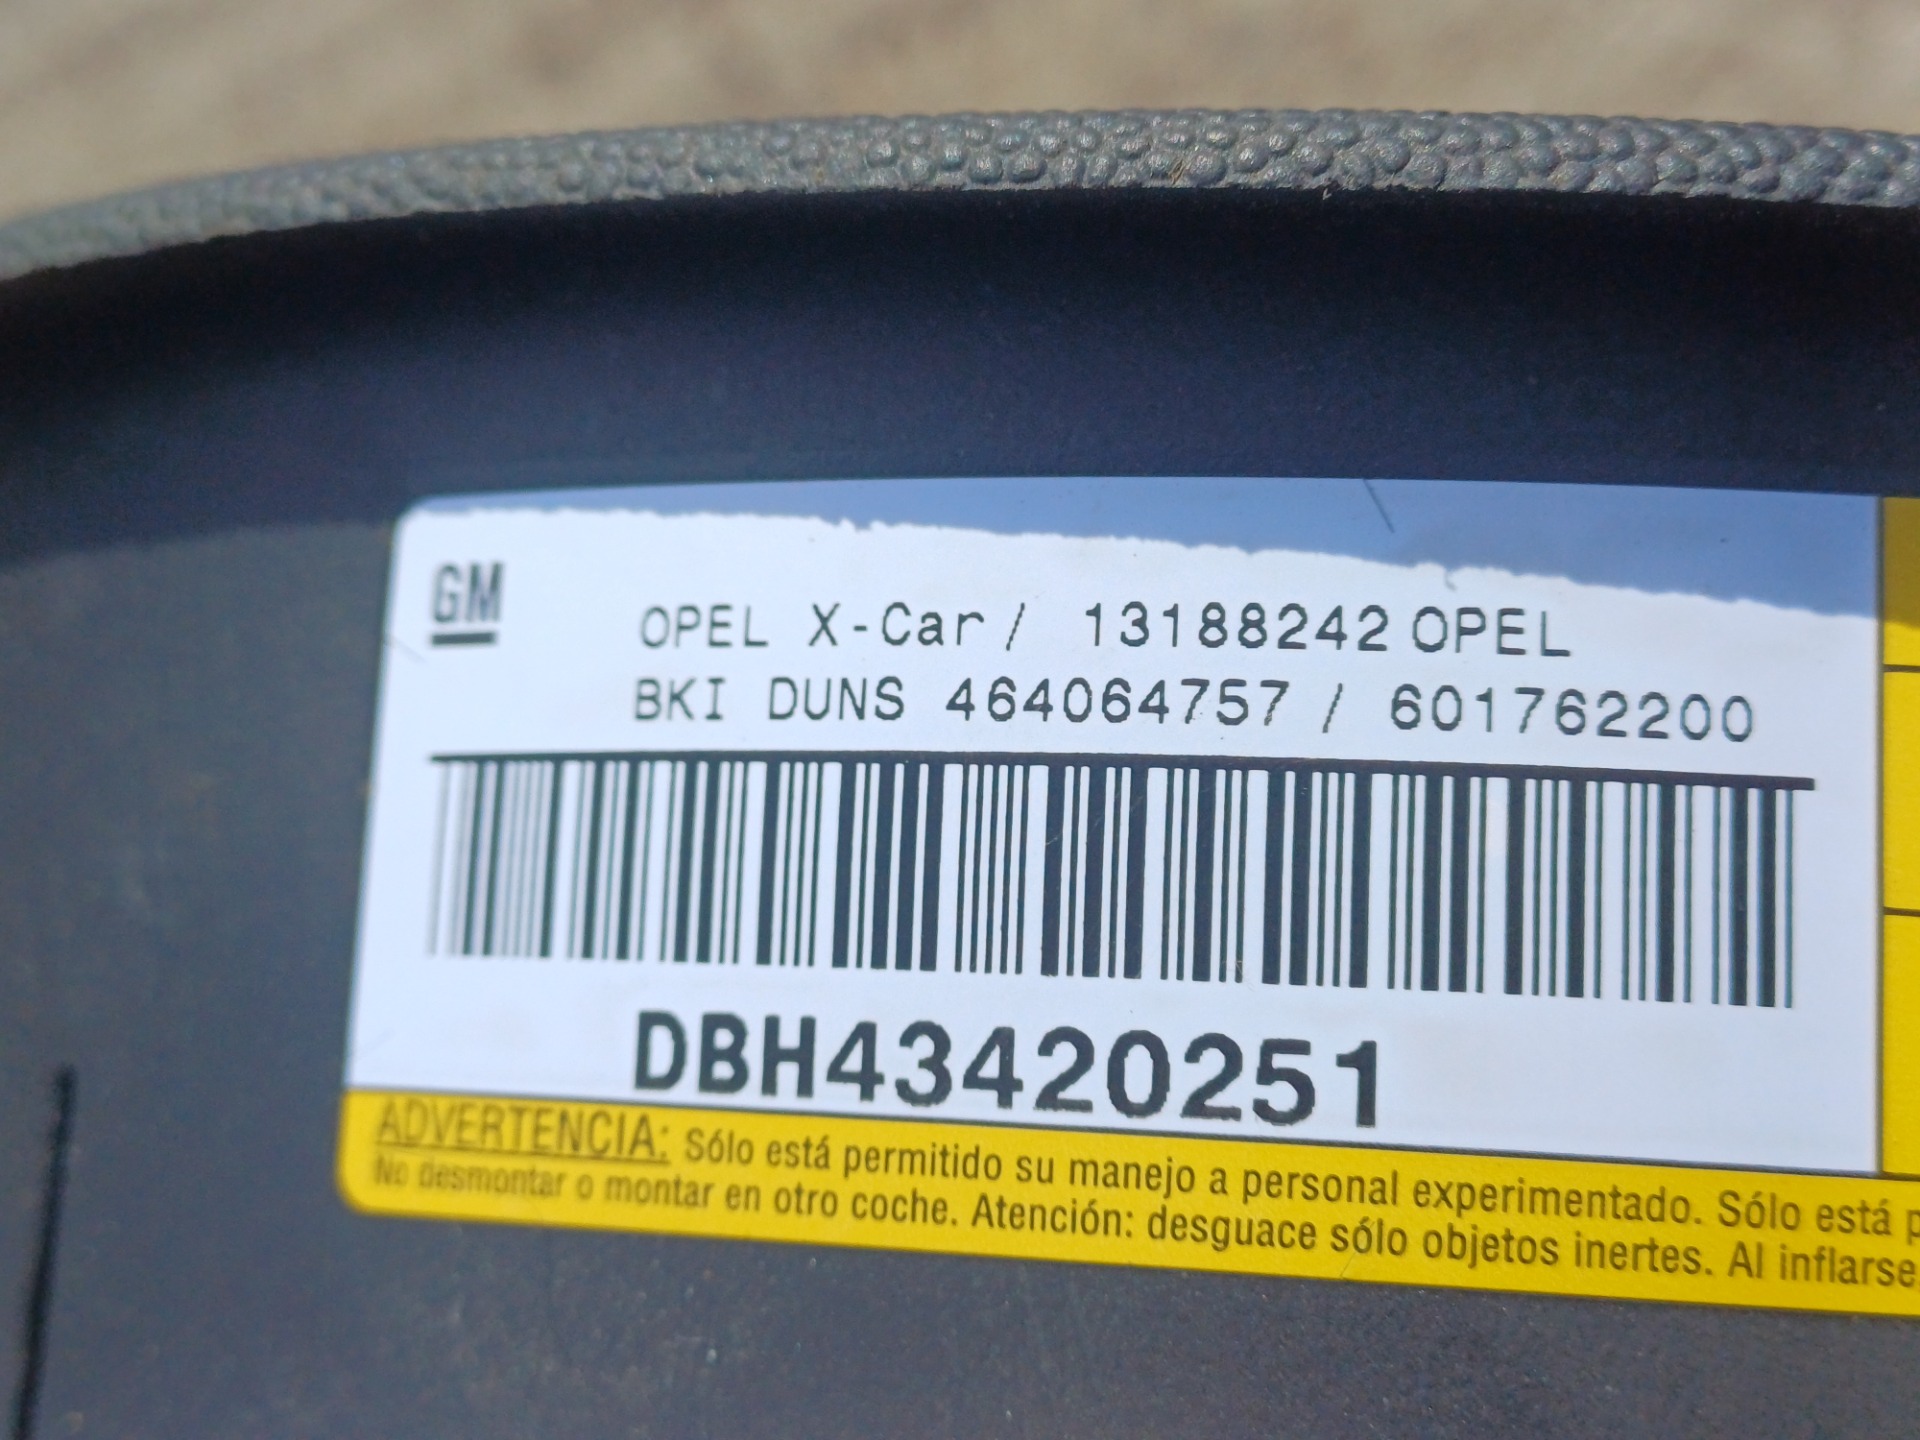 GM
OPEL X-Car/ 13188242 OPEL
BKI DUNS 464064757 / 601762200
DBH43420251
ADVERTENCIA: Sólo está permitido su manejo a personal experimentado. Sólo está p
No desmontar o montar en otro coche. Atención: desguace sólo objetos inertes. Al inflarse